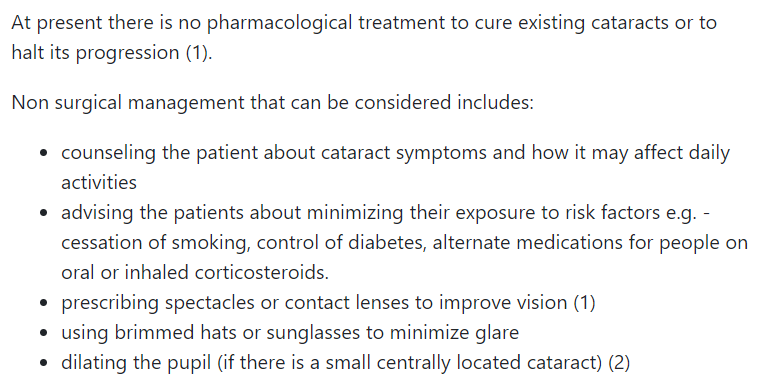 At present there is no pharmacological treatment to cure existing cataracts or to
halt its progression (1).
Non surgical management that can be considered includes:
• counseling the patient about cataract symptoms and how it may affect daily
activities
• advising the patients about minimizing their exposure to risk factors e.g. -
cessation of smoking, control of diabetes, alternate medications for people on
oral or inhaled corticosteroids.
• prescribing spectacles or contact lenses to improve vision (1)
• using brimmed hats or sunglasses to minimize glare
• dilating the pupil (if there is a small centrally located cataract) (2)